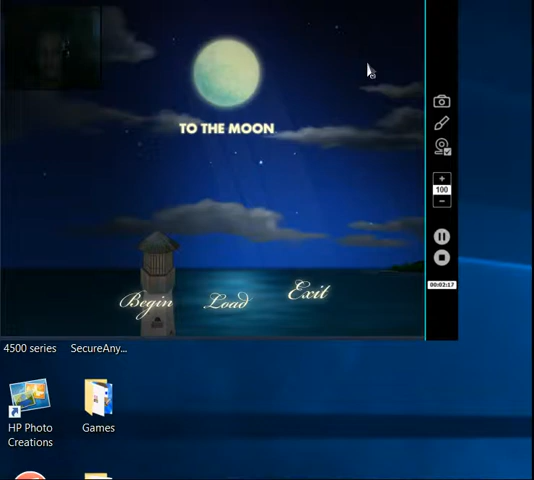 TO THE MOON
100
Begin Load Exit
00:02:17
4500 series SecureAny...
HP Photo
Creations
Games